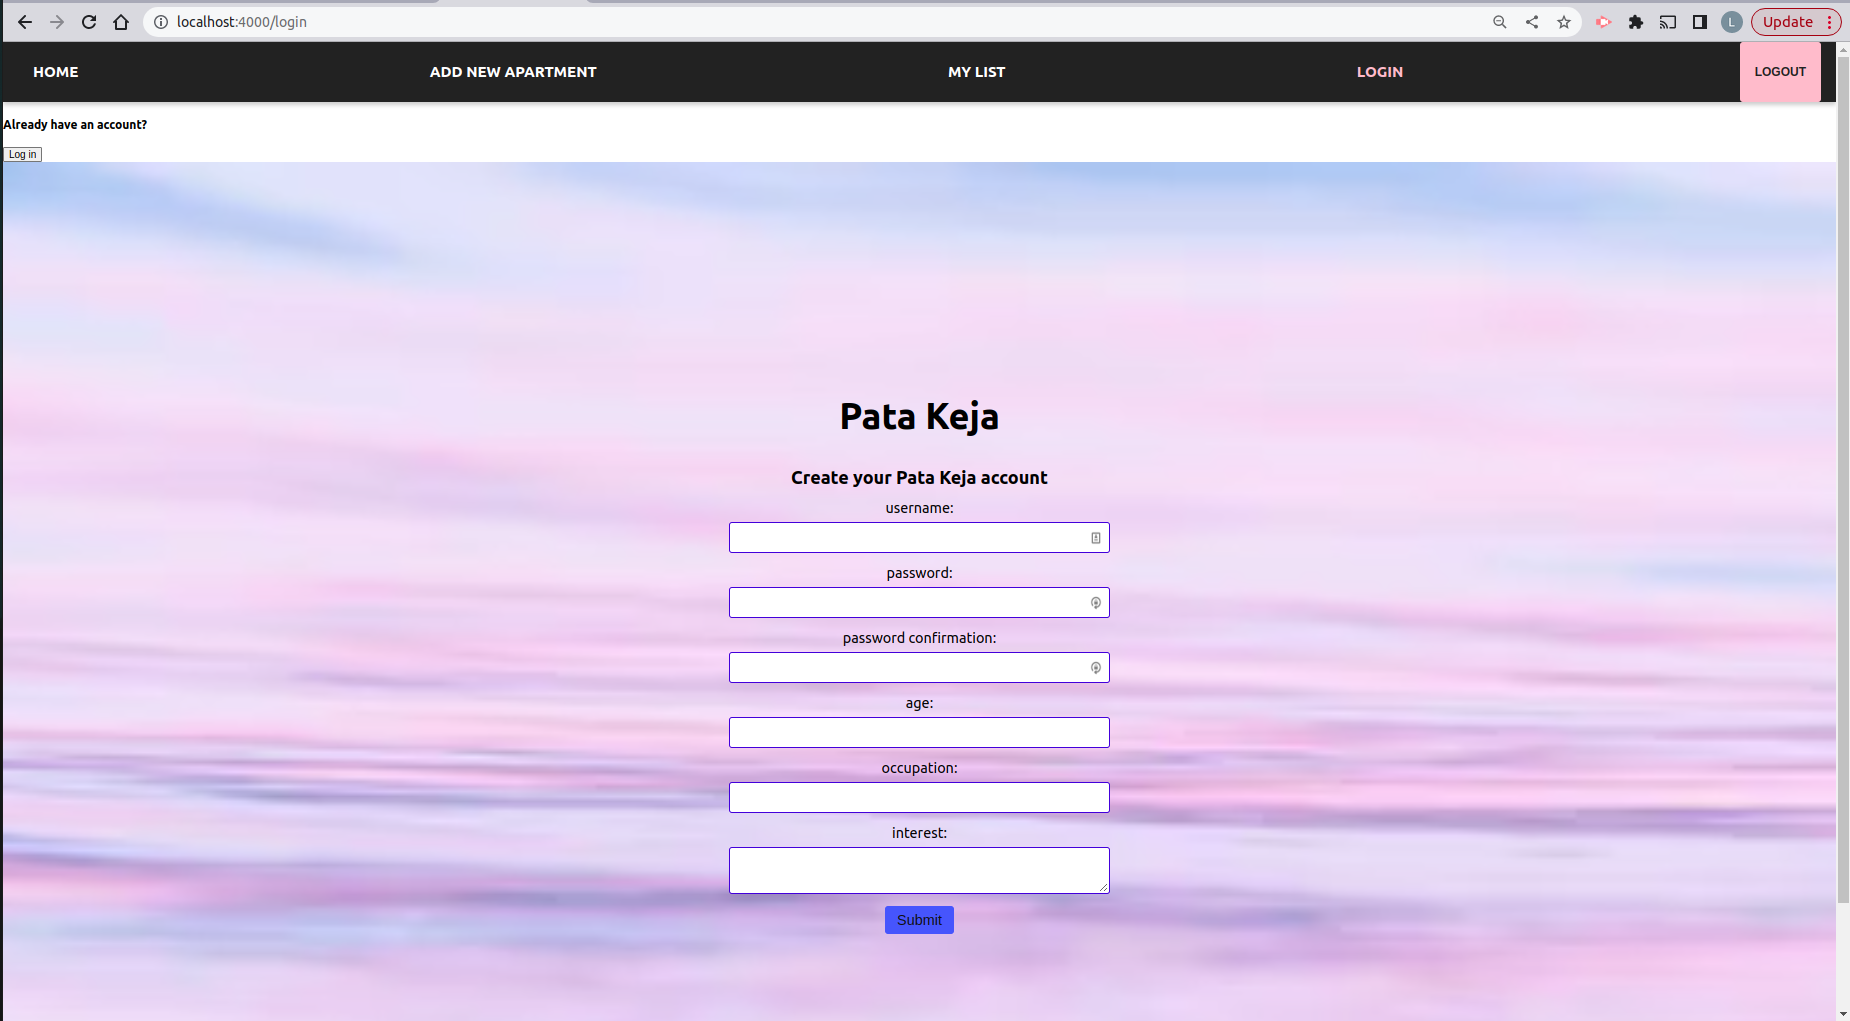 localhost:4000/login
L
Update
HOME
ADD NEW APARTMENT
MY LIST
LOGIN
LOGOUT
Already have an account?
Log in
Pata Keja
Create your Pata Keja account
username:
password:
password confirmation:
age:
occupation:
interest:
Submit